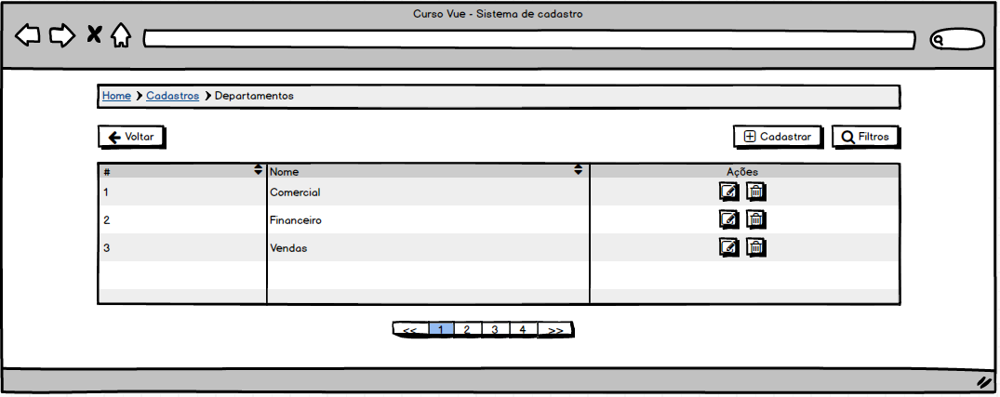 Curso Vue - Sistema de cadastro
Home > Cadastros > Departamentos
Voltar Cadastrar Filtros
# Nome Ações
1 Comercial
2 Financeiro
3 Vendas
<< 1 2 3 4 >>